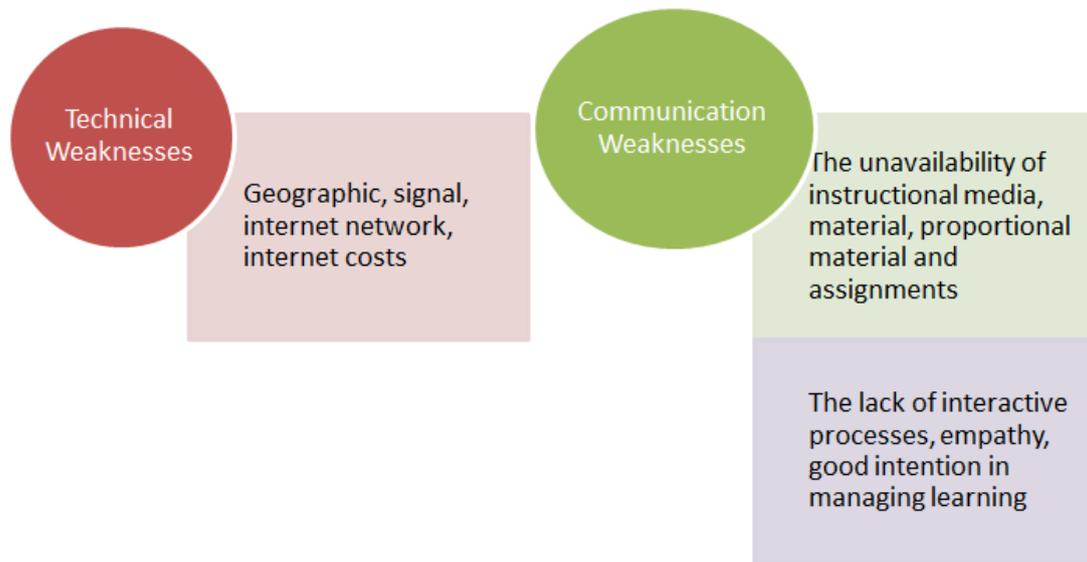 Technical
Weaknesses
Geographic, signal,
internet network,
internet costs
Communication
Weaknesses
The unavailability of
instructional media,
material, proportional
material and
assignments
The lack of interactive
processes, empathy,
good intention in
managing learning